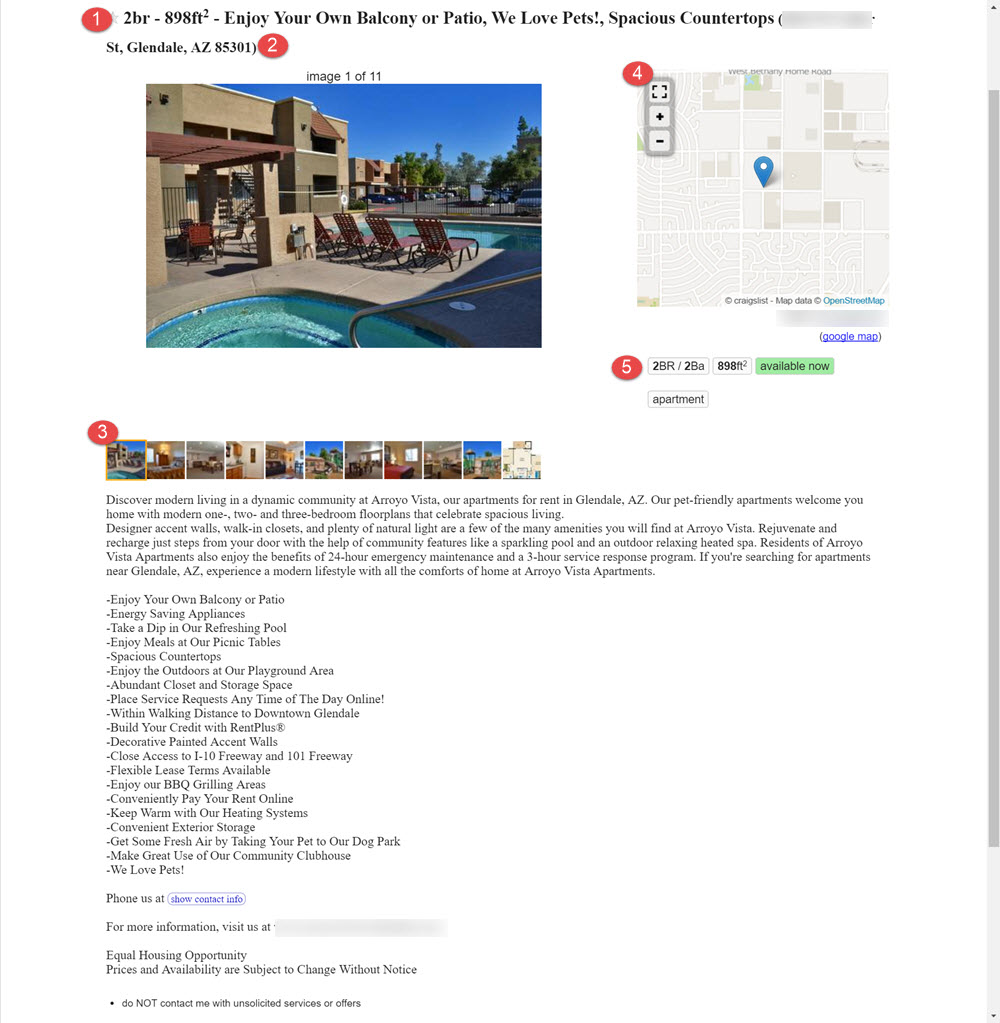 1 2br - 898ft² - Enjoy Your Own Balcony or Patio, We Love Pets!, Spacious Countertops (
St, Glendale, AZ 85301) 2
image 1 of 11
4
West Bethany Home Road
+
-
© craigslist - Map data © OpenStreetMap
(google map)
5 2BR / 2Ba 898ft² available now
apartment
3
Discover modern living in a dynamic community at Arroyo Vista, our apartments for rent in Glendale, AZ. Our pet-friendly apartments welcome you
home with modern one-, two- and three-bedroom floorplans that celebrate spacious living.
Designer accent walls, walk-in closets, and plenty of natural light are a few of the many amenities you will find at Arroyo Vista. Rejuvenate and
recharge just steps from your door with the help of community features like a sparkling pool and an outdoor relaxing heated spa. Residents of Arroyo
Vista Apartments also enjoy the benefits of 24-hour emergency maintenance and a 3-hour service response program. If you're searching for apartments
near Glendale, AZ, experience a modern lifestyle with all the comforts of home at Arroyo Vista Apartments.
-Enjoy Your Own Balcony or Patio
-Energy Saving Appliances
-Take a Dip in Our Refreshing Pool
-Enjoy Meals at Our Picnic Tables
-Spacious Countertops
-Enjoy the Outdoors at Our Playground Area
-Abundant Closet and Storage Space
-Place Service Requests Any Time of The Day Online!
-Within Walking Distance to Downtown Glendale
-Build Your Credit with RentPlus®
-Decorative Painted Accent Walls
-Close Access to I-10 Freeway and 101 Freeway
-Flexible Lease Terms Available
-Enjoy our BBQ Grilling Areas
-Conveniently Pay Your Rent Online
-Keep Warm with Our Heating Systems
-Convenient Exterior Storage
-Get Some Fresh Air by Taking Your Pet to Our Dog Park
-Make Great Use of Our Community Clubhouse
-We Love Pets!
Phone us at show contact info
For more information, visit us at
Equal Housing Opportunity
Prices and Availability are Subject to Change Without Notice
• do NOT contact me with unsolicited services or offers